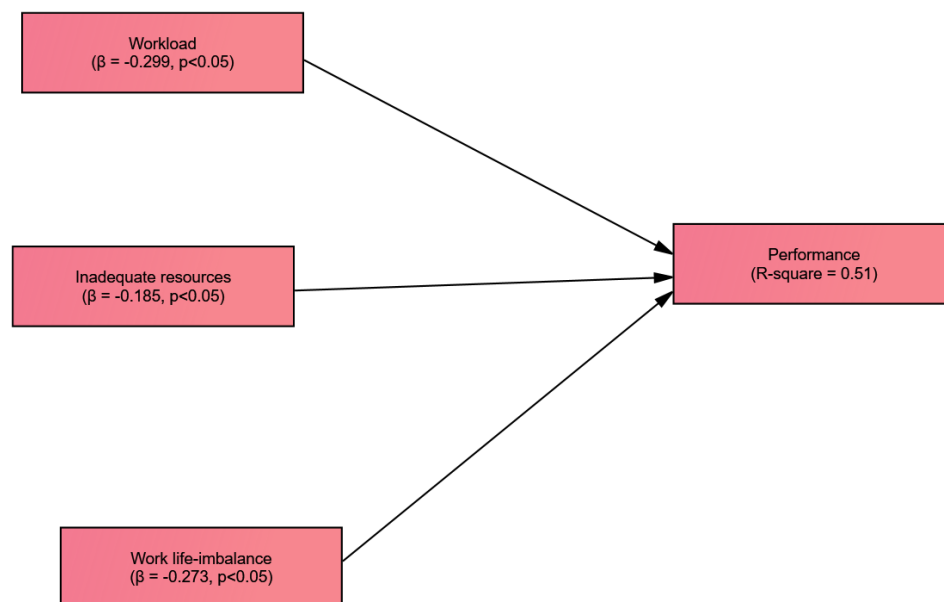 Workload
(β = -0.299, p<0.05)
Inadequate resources
(β = -0.185, p<0.05)
Performance
(R-square = 0.51)
Work life-imbalance
(β = -0.273, p<0.05)